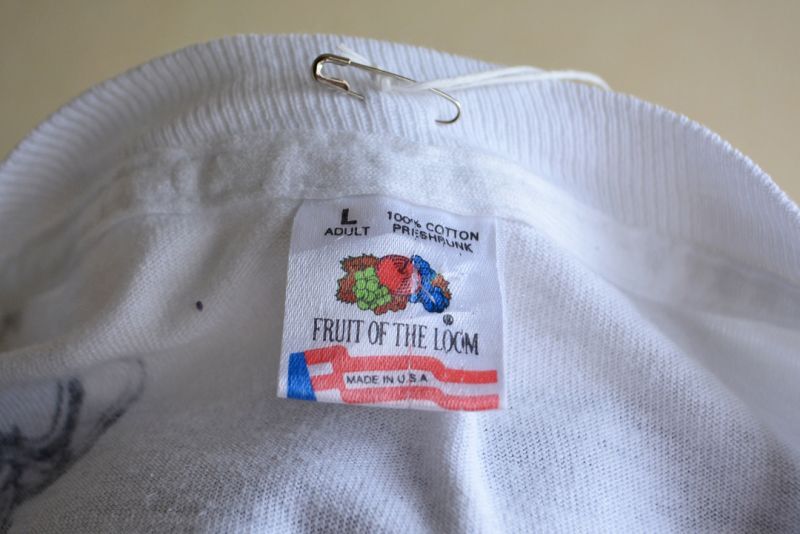 L
ADULT
100% COTTON
PRESHRUNK
®
FRUIT OF THE LOOM
MADE IN U.S.A